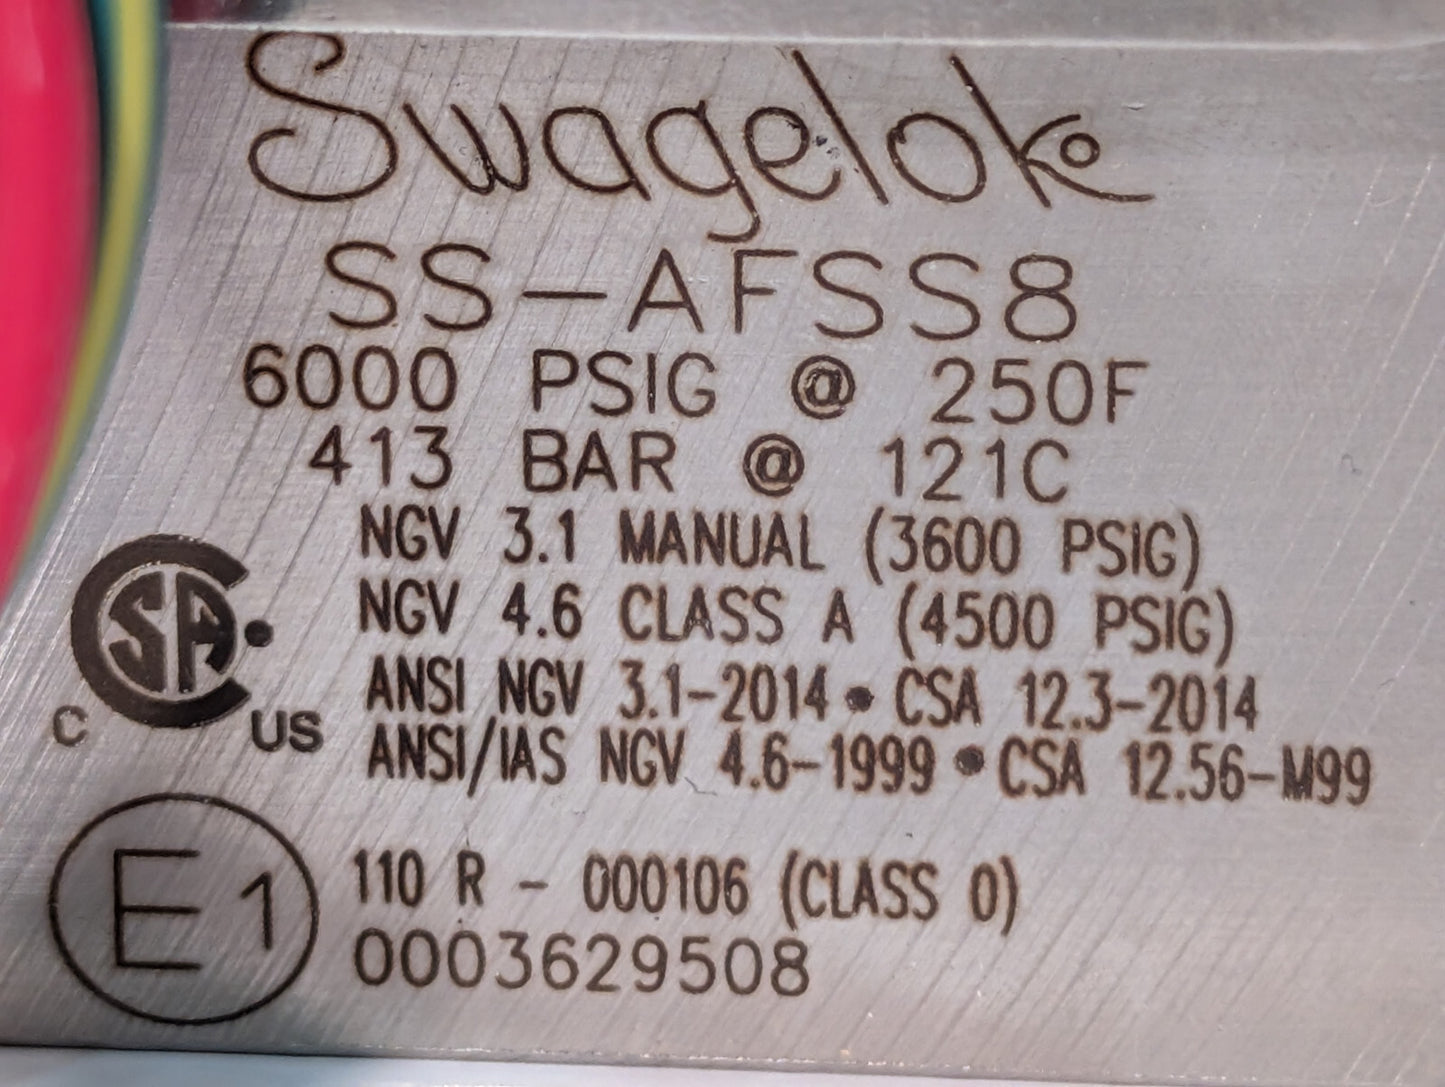 Swagelok
SS-AFSS8
6000 PSIG @ 250F
413 BAR @ 121C
NGV 3.1 MANUAL (3600 PSIG)
NGV 4.6 CLASS A (4500 PSIG)
ANSI NGV 3.1-2014 • CSA 12.3-2014
ANSI/IAS NGV 4.6-1999 • CSA 12.56-M99
CSA
C US
E1
110 R - 000106 (CLASS 0)
0003629508